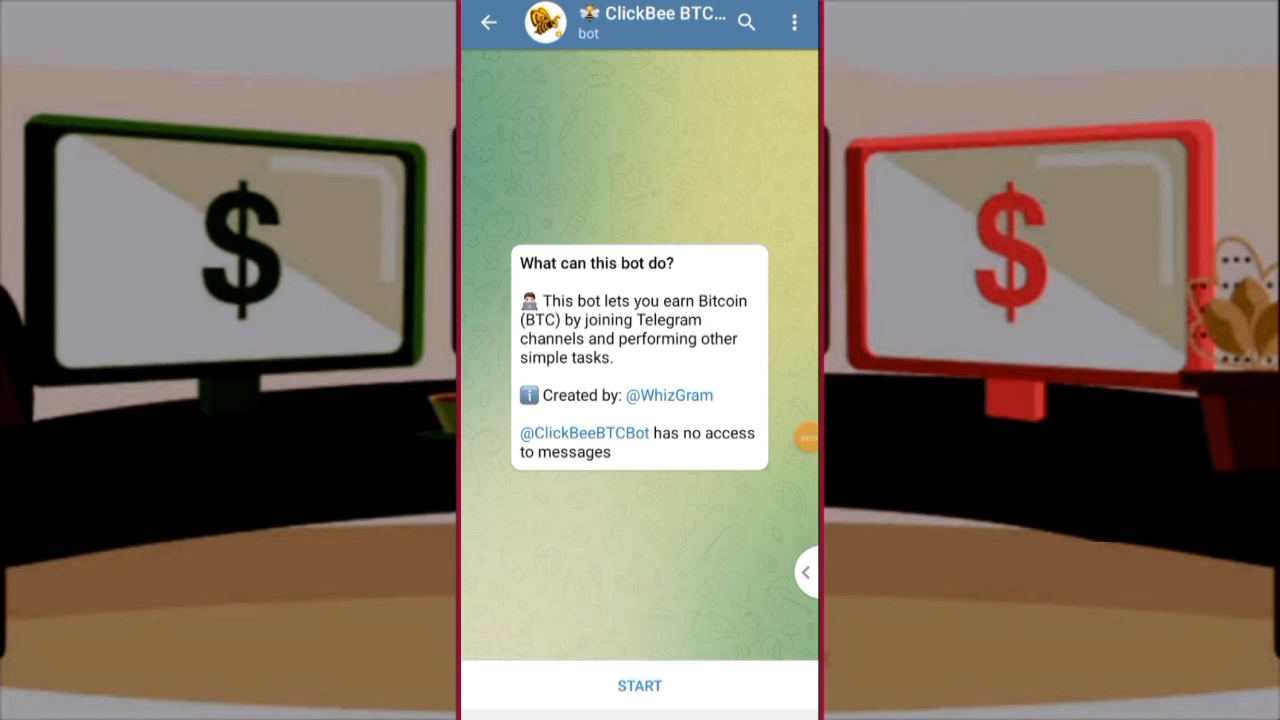 ClickBee BTC...
bot
$
$
What can this bot do?
This bot lets you earn Bitcoin
(BTC) by joining Telegram
channels and performing other
simple tasks.
Created by: @WhizGram
@ClickBeeBTCBot has no access
to messages
START